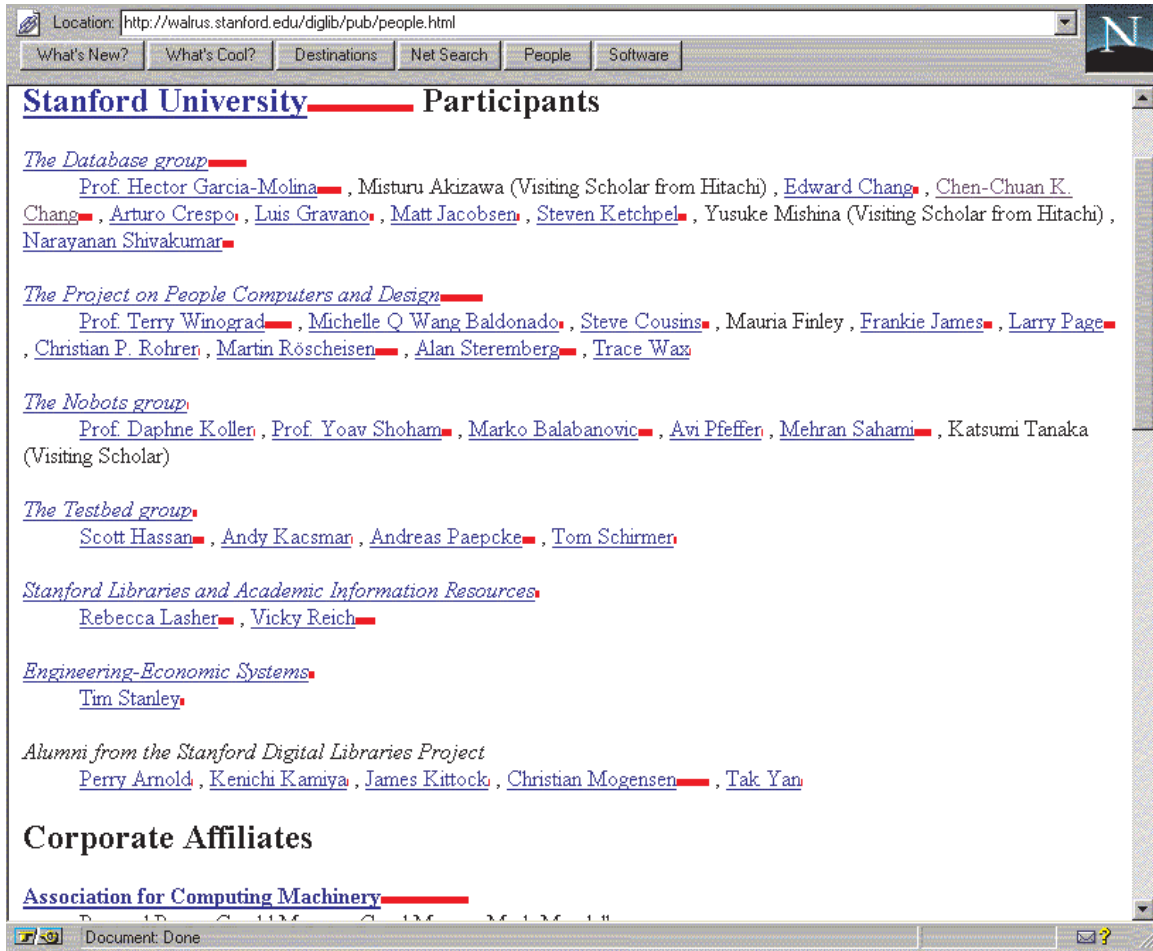 Location: http://walrus.stanford.edu/diglib/pub/people.html
N
What's New? What's Cool? Destinations Net Search People Software
Stanford University Participants
The Database group
Prof. Hector Garcia-Molina , Misturu Akizawa (Visiting Scholar from Hitachi) , Edward Chang , Chen-Chuan K.
Chang , Arturo Crespo , Luis Gravano , Matt Jacobsen , Steven Ketchpel , Yusuke Mishina (Visiting Scholar from Hitachi) ,
Narayanan Shivakumar
The Project on People Computers and Design
Prof. Terry Winograd , Michelle Q Wang Baldonado , Steve Cousins , Mauria Finley , Frankie James , Larry Page
, Christian P. Rohrer , Martin Röscheisen , Alan Steremberg , Trace Wax
The Nobots group
Prof. Daphne Koller , Prof. Yoav Shoham , Marko Balabanovic , Avi Pfeffer , Mehran Sahami , Katsumi Tanaka
(Visiting Scholar)
The Testbed group
Scott Hassan , Andy Kacsmar , Andreas Paepcke , Tom Schirmer
Stanford Libraries and Academic Information Resources
Rebecca Lasher , Vicky Reich
Engineering-Economic Systems
Tim Stanley
Alumni from the Stanford Digital Libraries Project
Perry Arnold , Kenichi Kamiya , James Kittock , Christian Mogensen , Tak Yan
Corporate Affiliates
Association for Computing Machinery
Document: Done